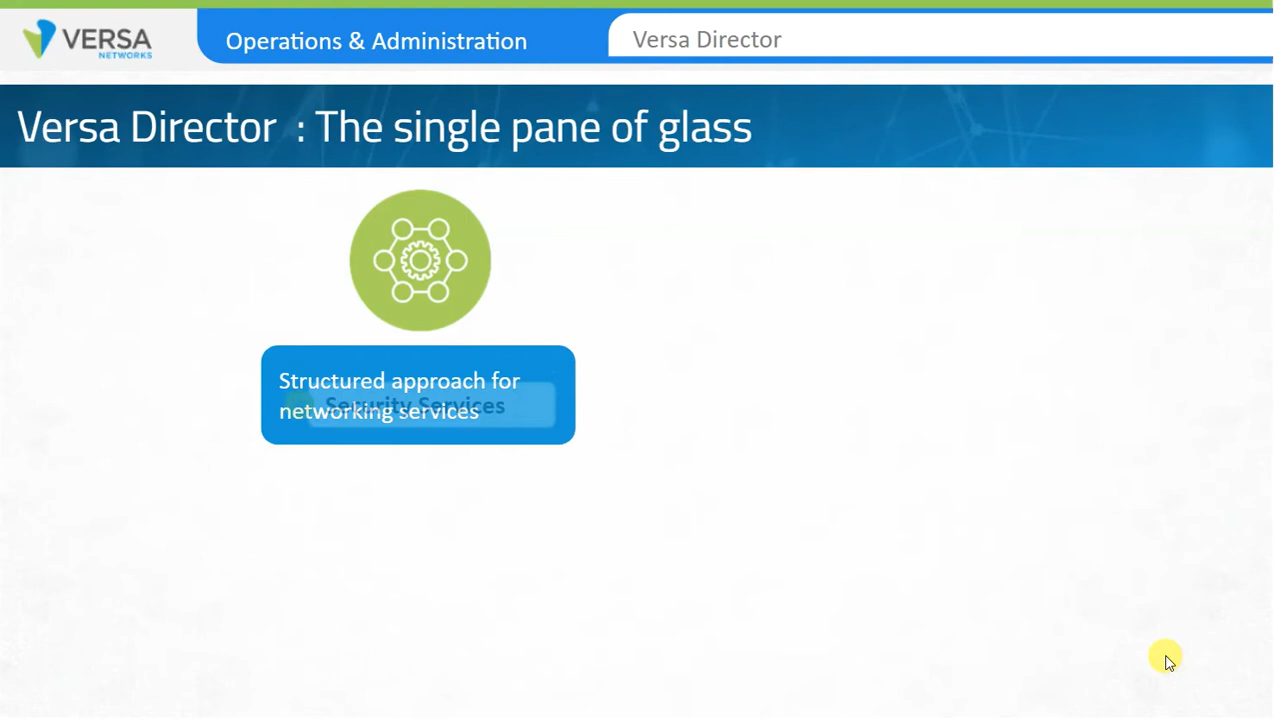 VERSA
NETWORKS
Operations & Administration
Versa Director
Versa Director : The single pane of glass
Structured approach for
networking services
Security Services